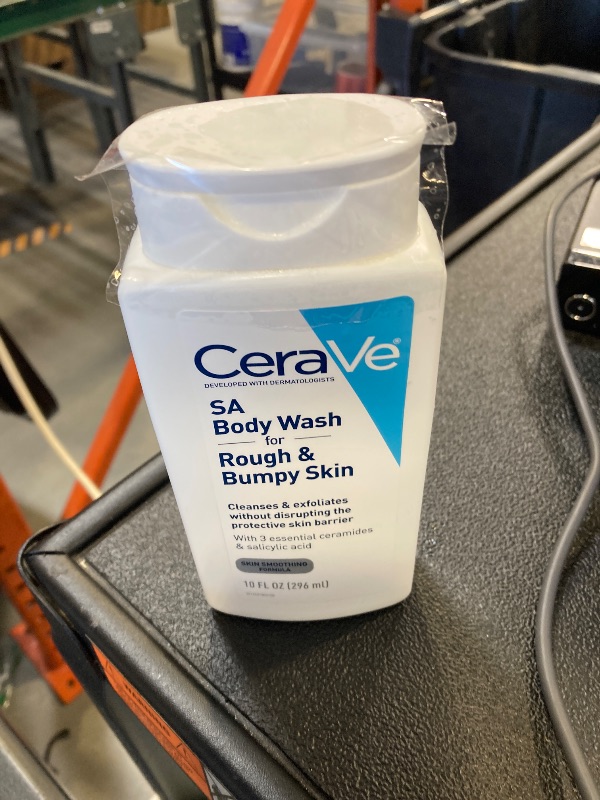 CeraVe®
DEVELOPED WITH DERMATOLOGISTS
SA
Body Wash
for
Rough &
Bumpy Skin
Cleanses & exfoliates
without disrupting the
protective skin barrier
With 3 essential ceramides
& salicylic acid
SKIN SMOOTHING
FORMULA
10 FL OZ (296 ml)